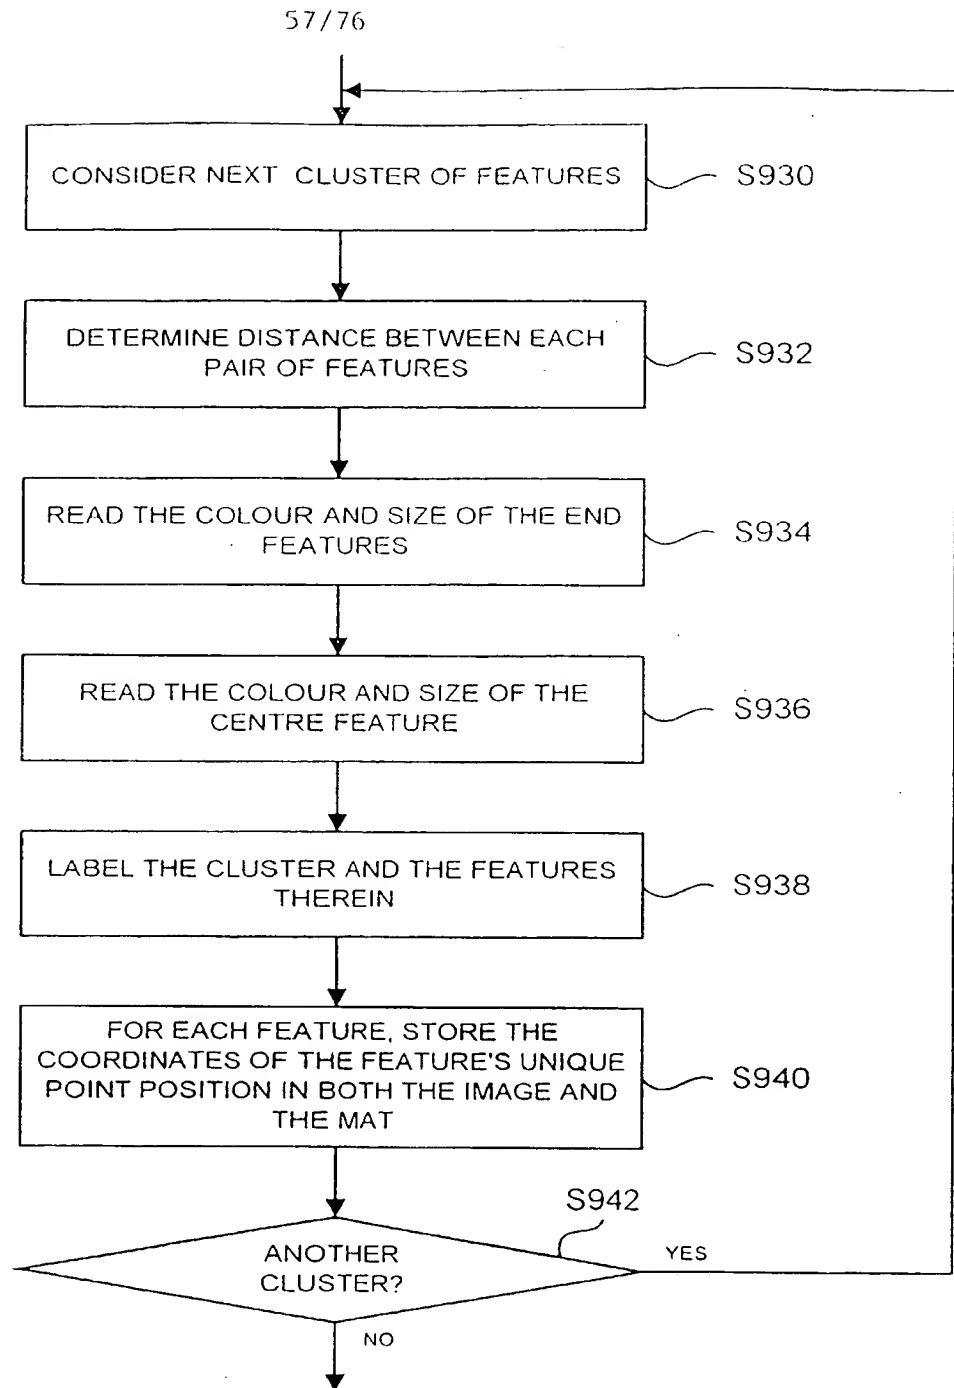 57/76
CONSIDER NEXT CLUSTER OF FEATURES
S930
DETERMINE DISTANCE BETWEEN EACH
PAIR OF FEATURES
S932
READ THE COLOUR AND SIZE OF THE END
FEATURES
S934
READ THE COLOUR AND SIZE OF THE
CENTRE FEATURE
S936
LABEL THE CLUSTER AND THE FEATURES
THEREIN
S938
FOR EACH FEATURE, STORE THE
COORDINATES OF THE FEATURE'S UNIQUE
POINT POSITION IN BOTH THE IMAGE AND
THE MAT
S940
S942
ANOTHER
CLUSTER?
YES
NO